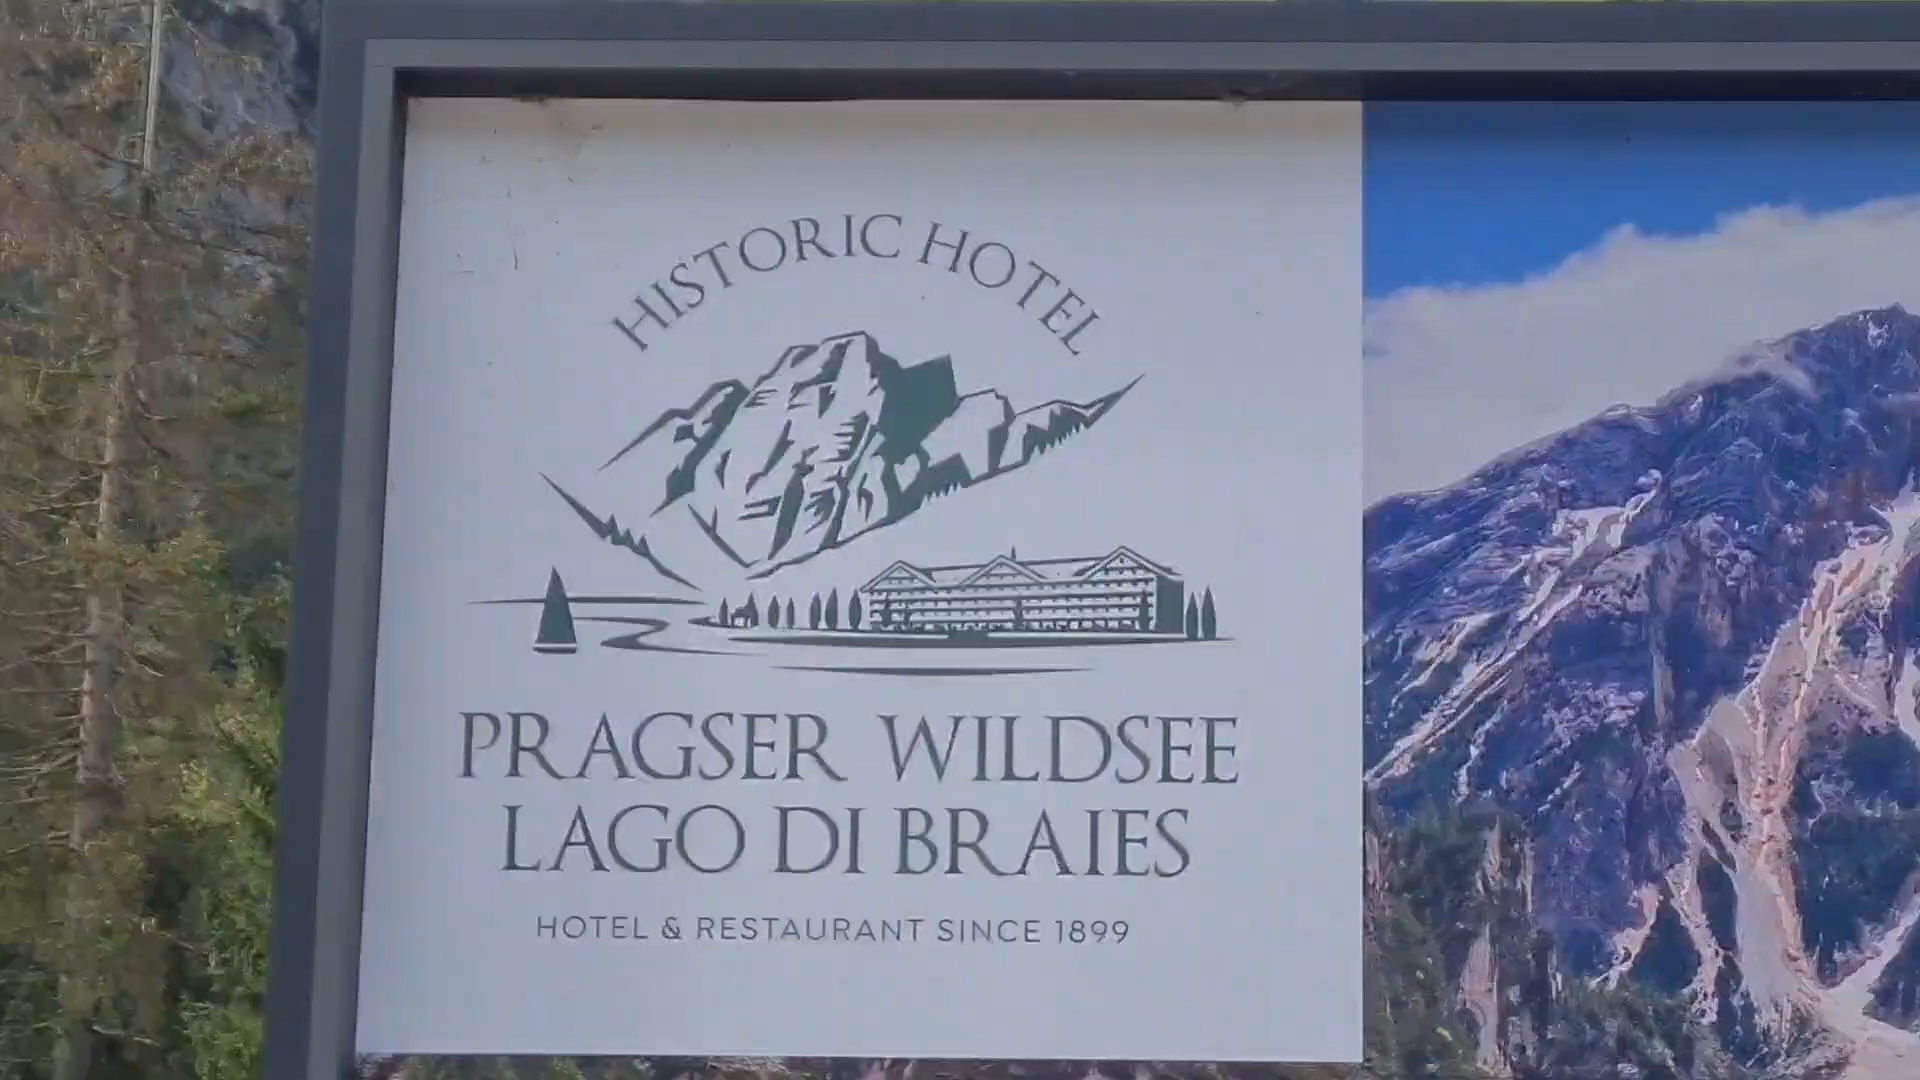 HISTORIC HOTEL
PRAGSER WILDSEE
LAGO DI BRAIES
HOTEL & RESTAURANT SINCE 1899